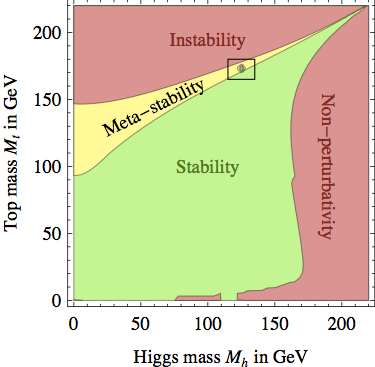 200
150
100
50
0
0
50
100
150
200
Top mass Mt in GeV
Higgs mass Mh in GeV
Instability
Meta–stability
Stability
Non–perturbativity